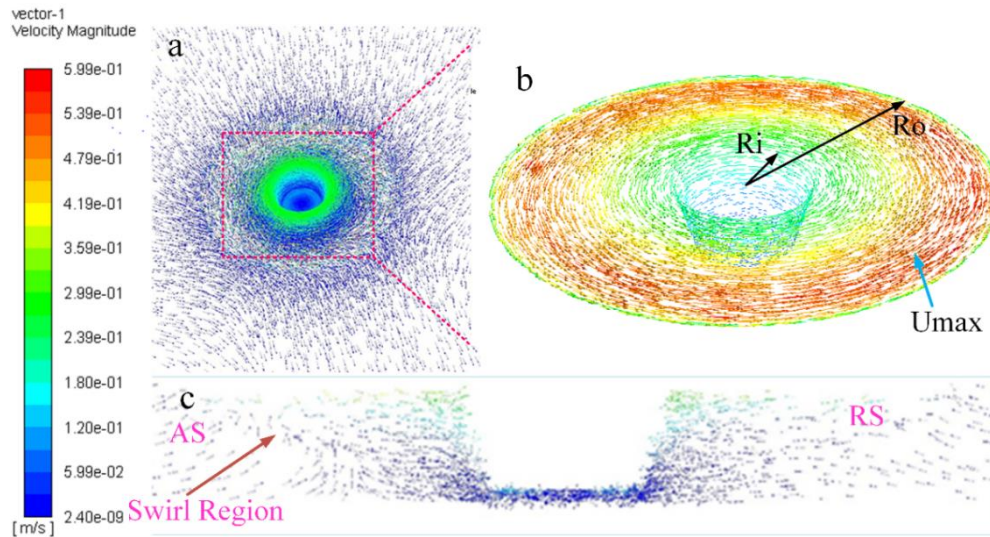 vector-1
Velocity Magnitude
5.99e-01
5.39e-01
4.79e-01
4.19e-01
3.59e-01
2.99e-01
2.39e-01
1.80e-01
1.20e-01
5.99e-02
2.40e-09
[ m/s ]
a
b
Ro
Ri
Umax
c
AS
RS
Swirl Region